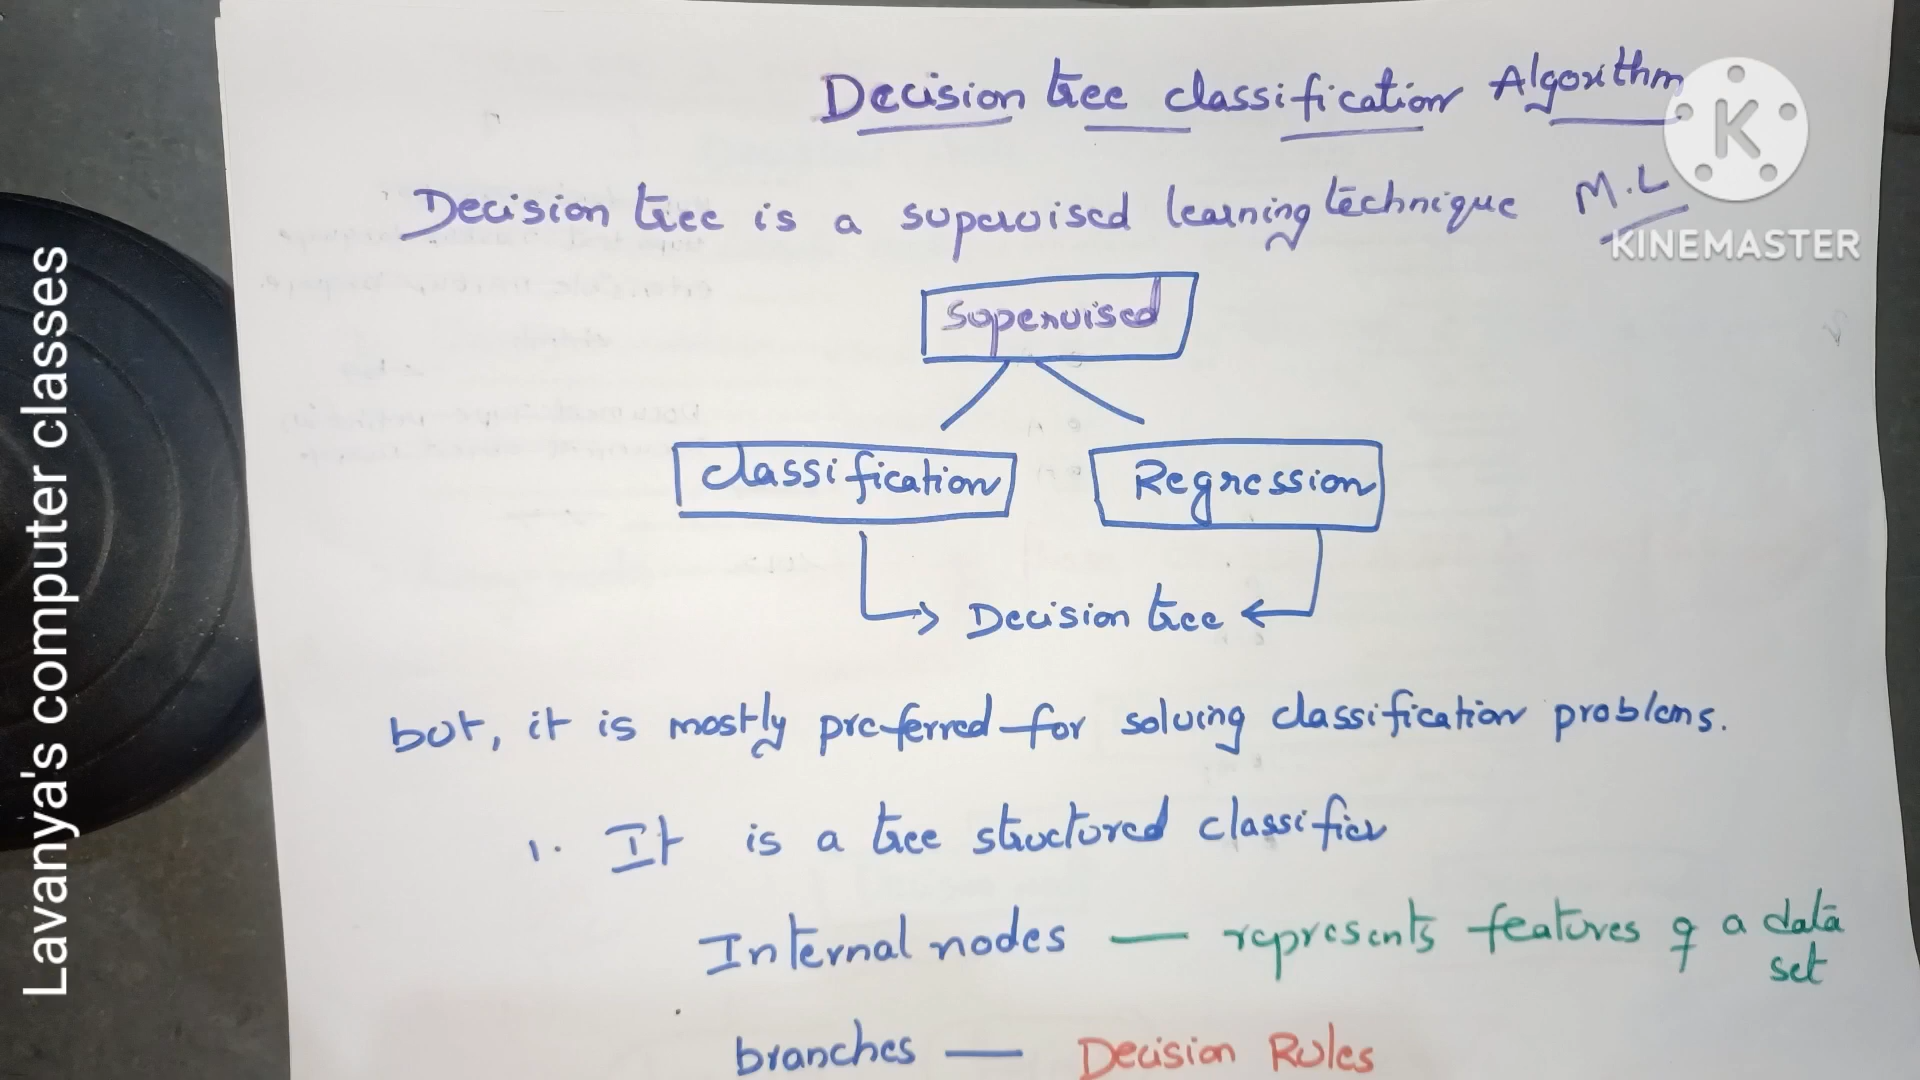 Decision tree classification Algorithm
Decision tree is a supervised learning technique M.L
K
KINEMASTER
Supervised
classification Regression
Decision tree
but, it is mostly preferred for solving classification problems.
1. It is a tree structured classifier
Internal nodes — represents features of a data
set
branches — Decision Rules
Lavanya's computer classes